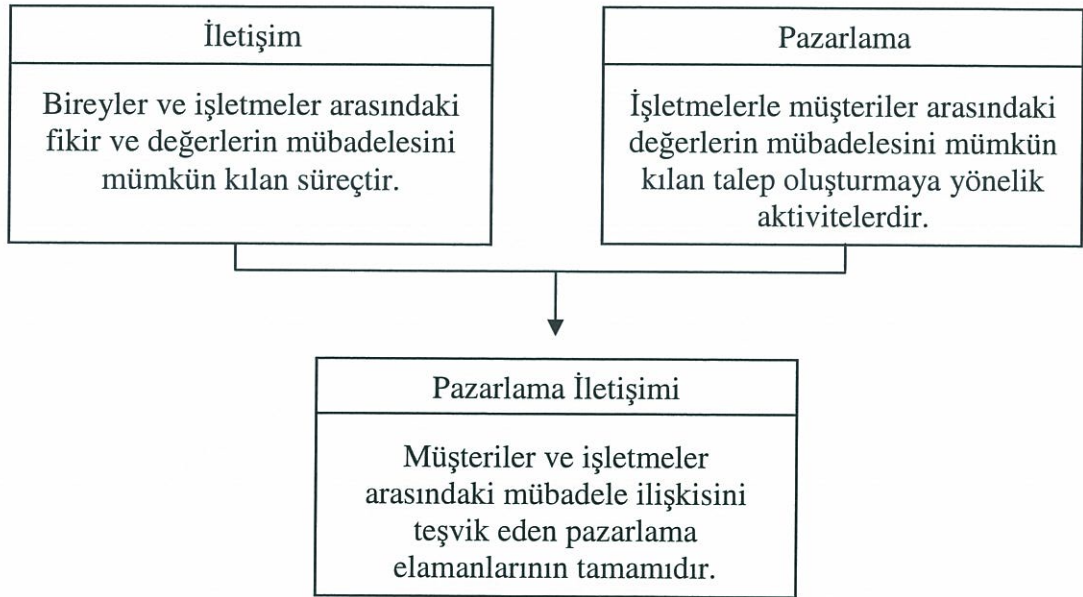 İletişim
Bireyler ve işletmeler arasındaki
fikir ve değerlerin mübadelesini
mümkün kılan süreçtir.
Pazarlama
İşletmelerle müşteriler arasındaki
değerlerin mübadelesini mümkün
kılan talep oluşturmaya yönelik
aktivitelerdir.
Pazarlama İletişimi
Müşteriler ve işletmeler
arasındaki mübadele ilişkisini
teşvik eden pazarlama
elamanlarının tamamıdır.